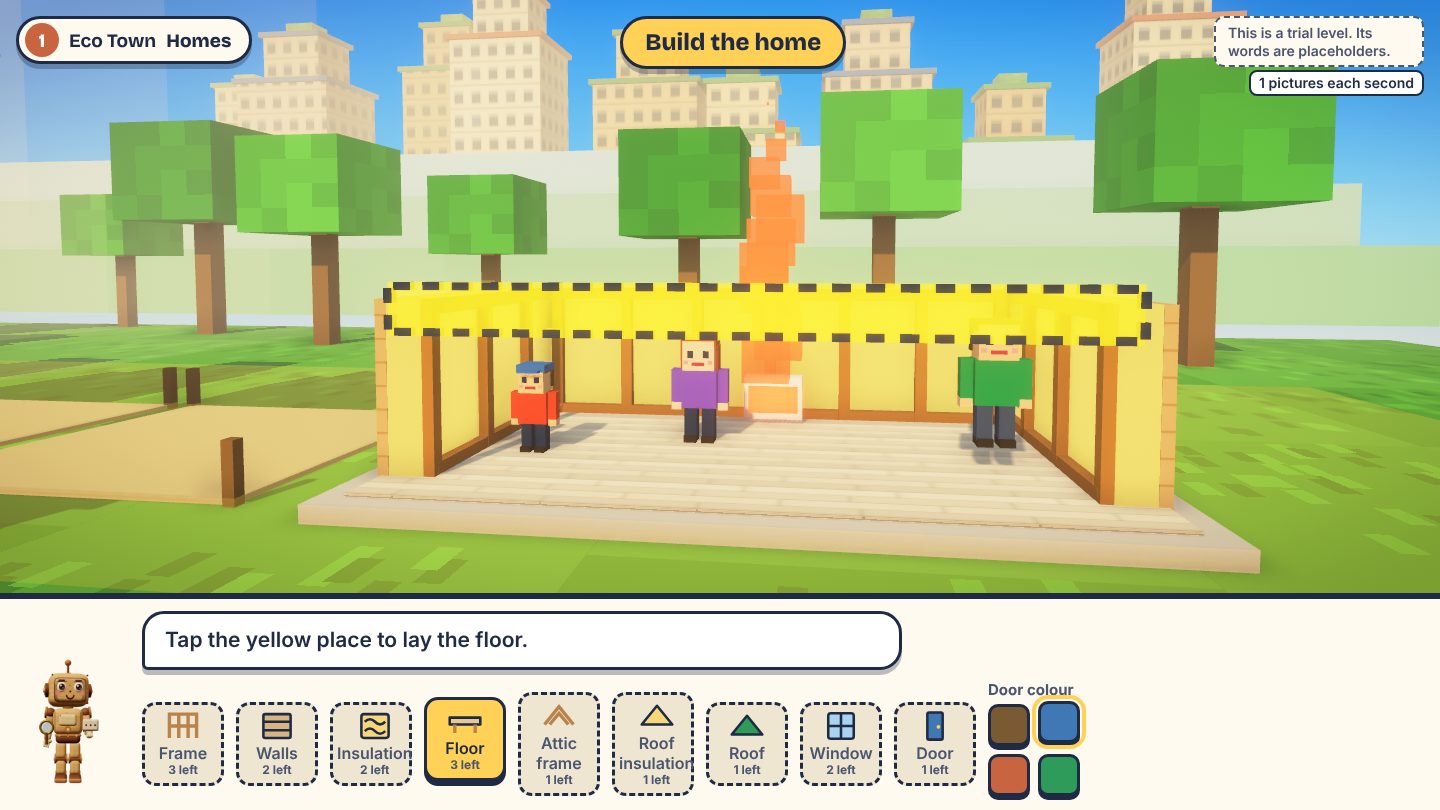 1 Eco Town Homes
Build the home
This is a trial level. Its
words are placeholders.
1 pictures each second
Tap the yellow place to lay the floor.
Door colour
Frame
3 left
Walls
2 left
Insulation
2 left
Floor
3 left
Attic
frame
1 left
Roof
insulation
1 left
Roof
1 left
Window
2 left
Door
1 left